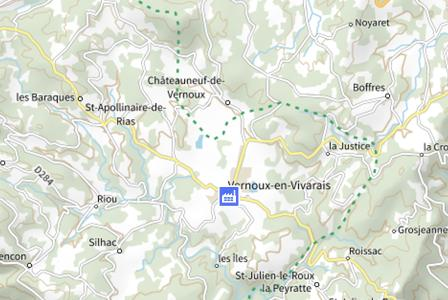 Noyaret
Châteauneuf-de-
Vernoux
Boffres
les Baraques
St-Apollinaire-de-
Rias
la Justice
la Cro
D284
Vernoux-en-Vivarais
Riou
Grosjeanne
Silhac
Roissac
encon
les Îles
St-Julien-le-Roux
la Peyratte